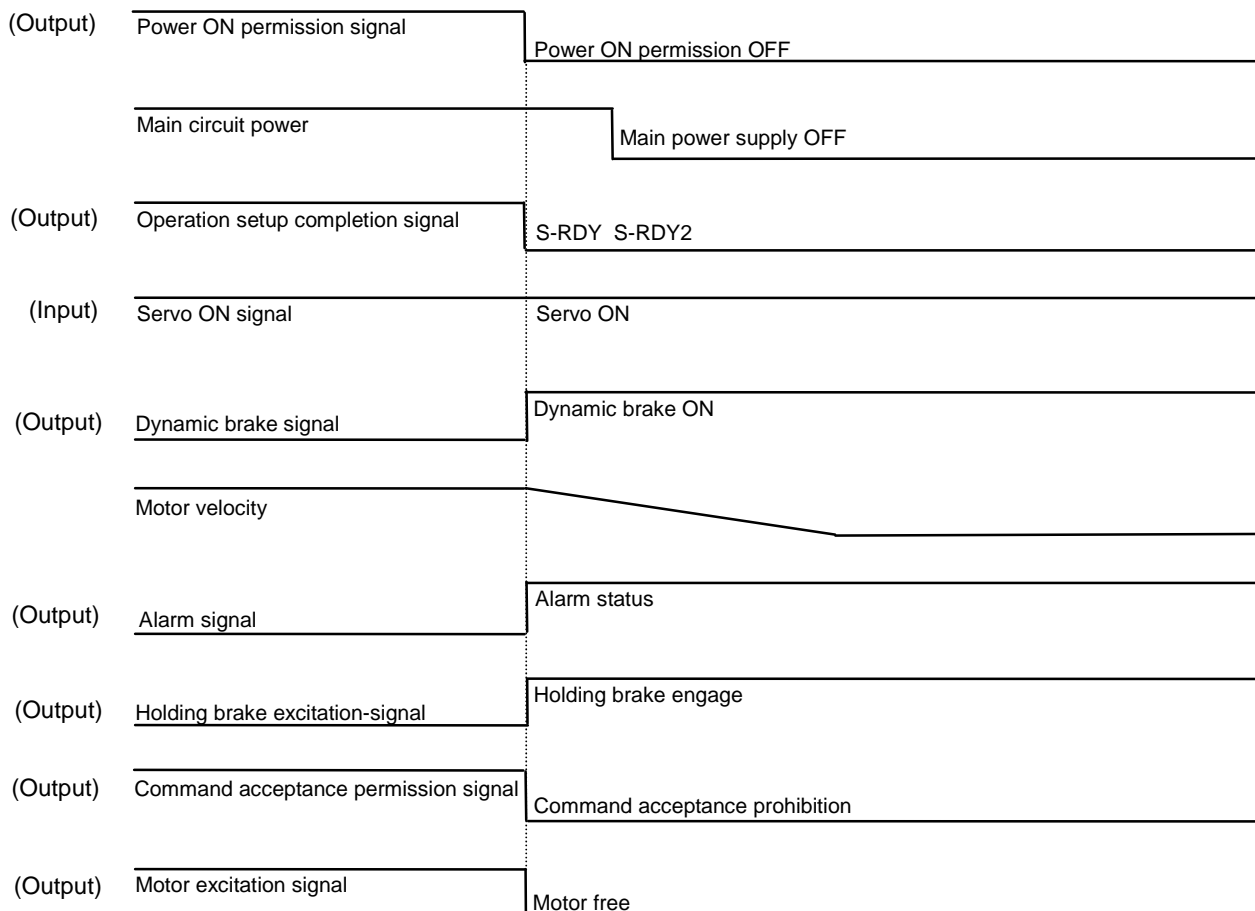 (Output) Power ON permission signal
Power ON permission OFF
Main circuit power
Main power supply OFF
(Output) Operation setup completion signal
S-RDY S-RDY2
(Input) Servo ON signal Servo ON
Dynamic brake ON
(Output) Dynamic brake signal
Motor velocity
Alarm status
(Output) Alarm signal
Holding brake engage
(Output) Holding brake excitation-signal
(Output) Command acceptance permission signal
Command acceptance prohibition
(Output) Motor excitation signal
Motor free